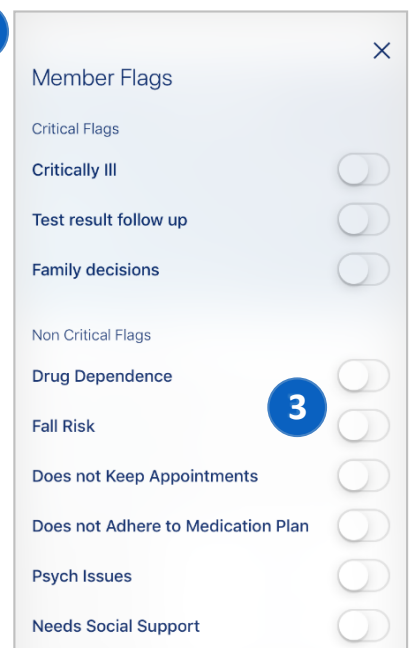 Member Flags
Critical Flags
Critically Ill
Test result follow up
Family decisions
Non Critical Flags
Drug Dependence
3
Fall Risk
Does not Keep Appointments
Does not Adhere to Medication Plan
Psych Issues
Needs Social Support